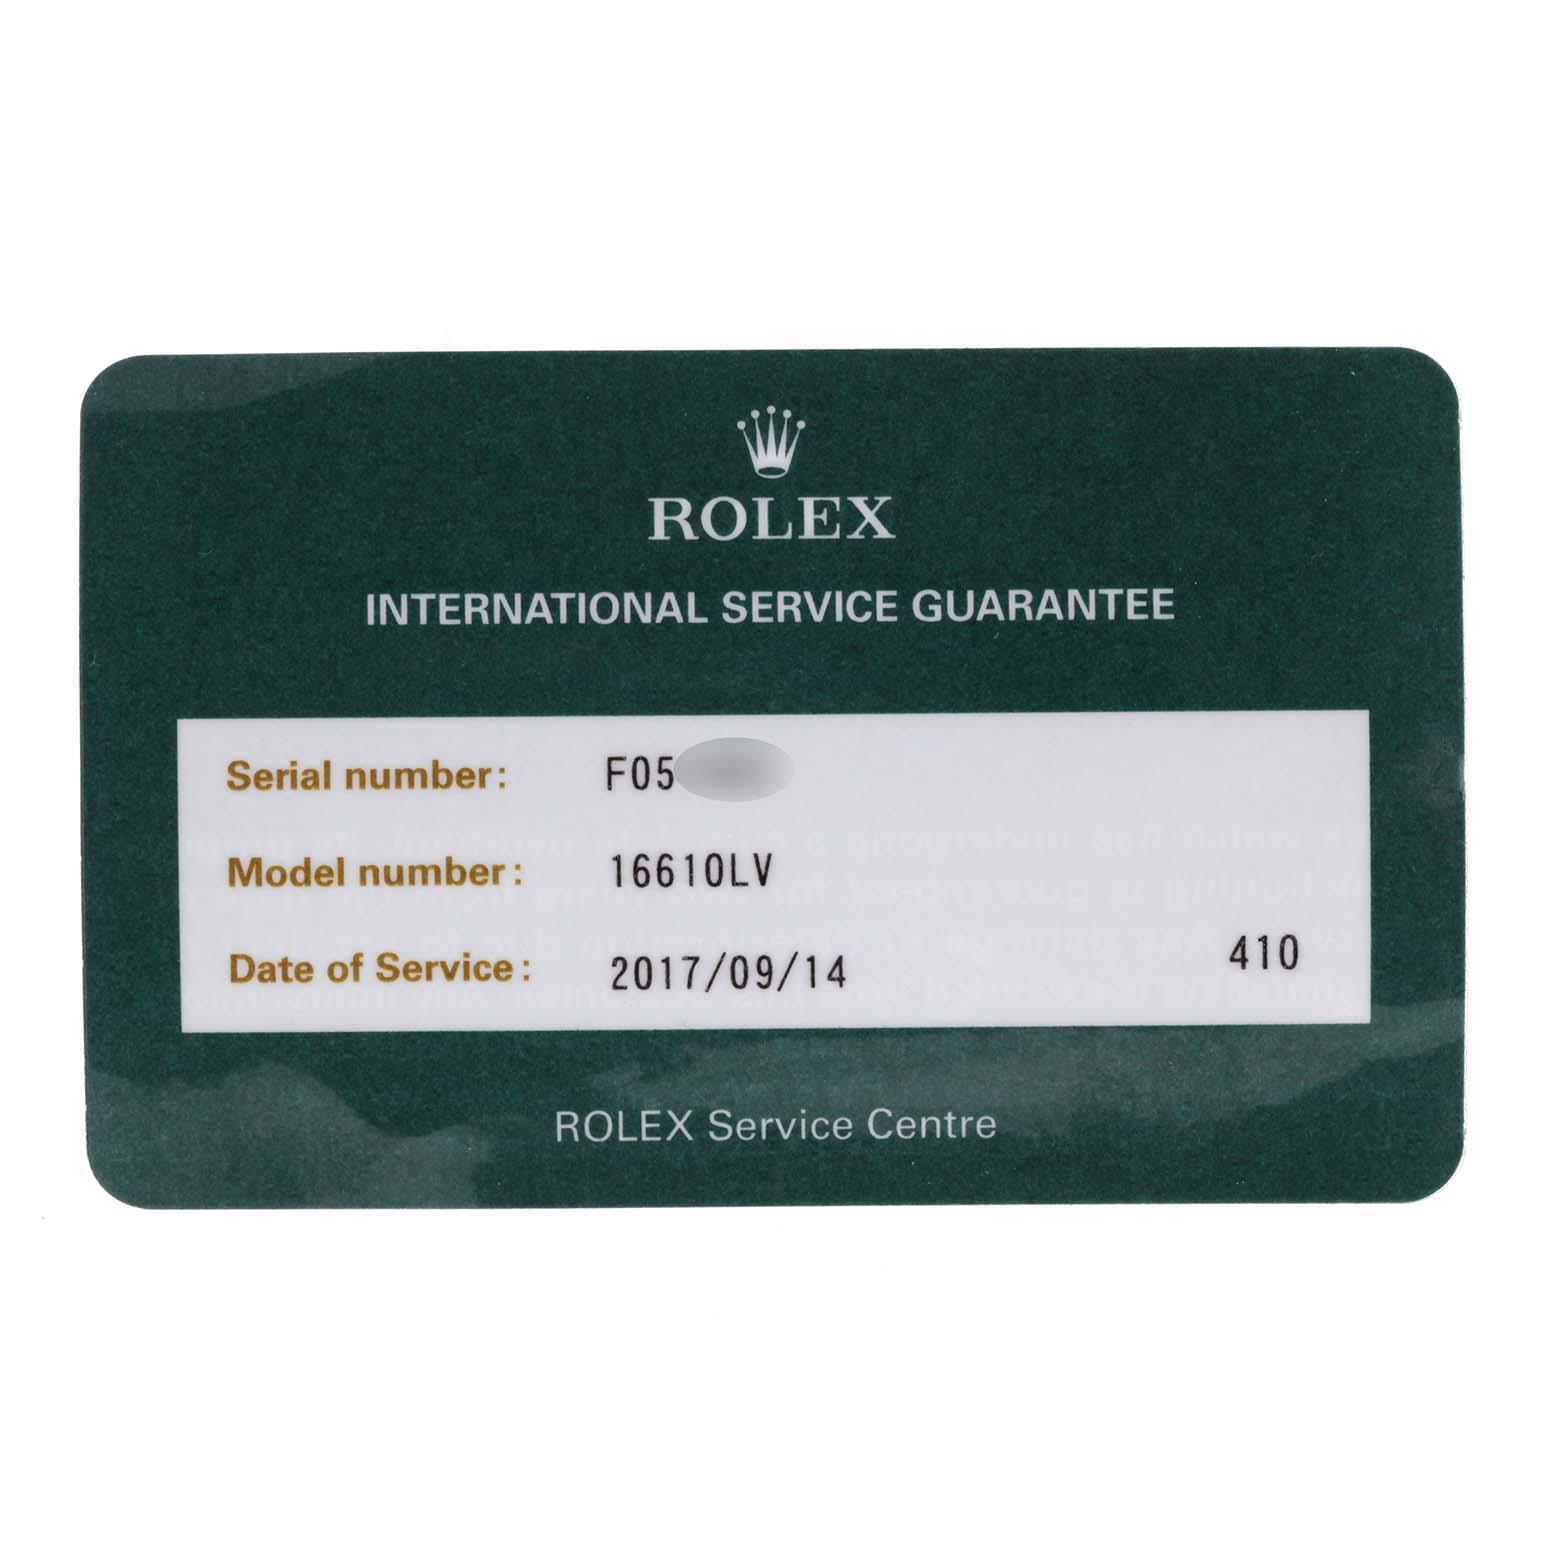 ROLEX
INTERNATIONAL SERVICE GUARANTEE
Serial number: F05
Model number: 16610LV
Date of Service: 2017/09/14 410
ROLEX Service Centre